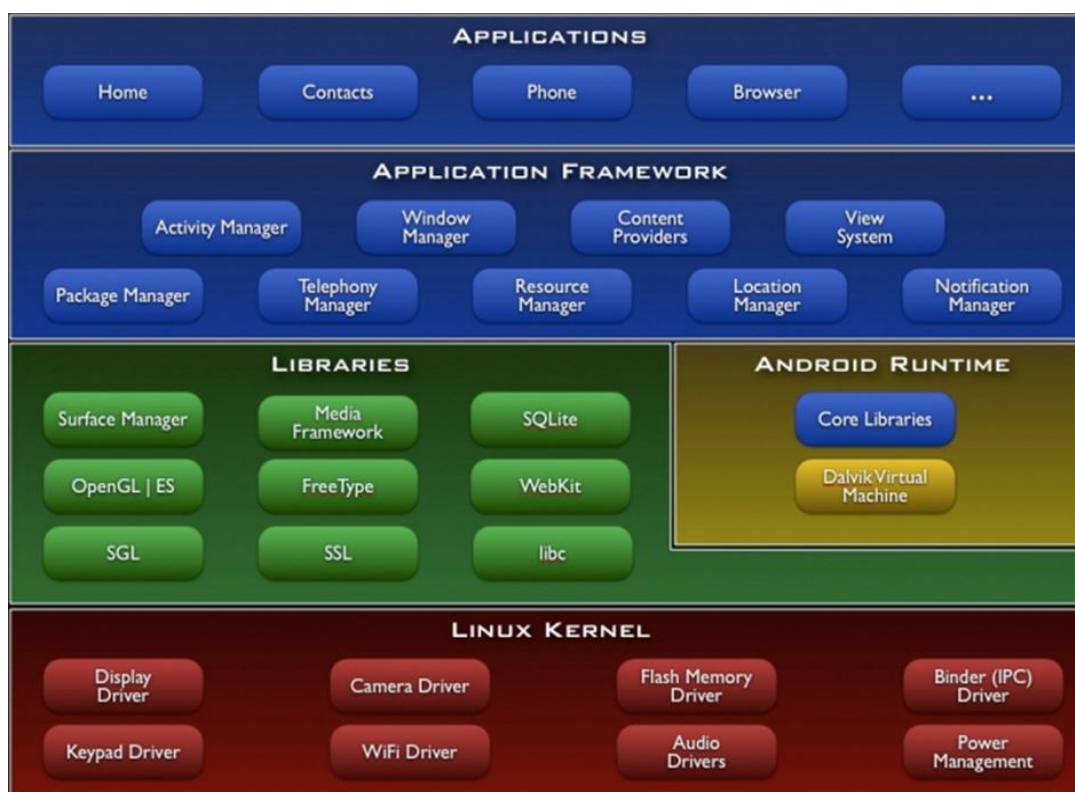 APPLICATIONS
Home
Contacts
Phone
Browser
...
APPLICATION FRAMEWORK
Activity Manager
Window
Manager
Content
Providers
View
System
Package Manager
Telephony
Manager
Resource
Manager
Location
Manager
Notification
Manager
LIBRARIES
Surface Manager
Media
Framework
SQLite
OpenGL | ES
FreeType
WebKit
SGL
SSL
libc
ANDROID RUNTIME
Core Libraries
Dalvik Virtual
Machine
LINUX KERNEL
Display
Driver
Camera Driver
Flash Memory
Driver
Binder (IPC)
Driver
Keypad Driver
WiFi Driver
Audio
Drivers
Power
Management